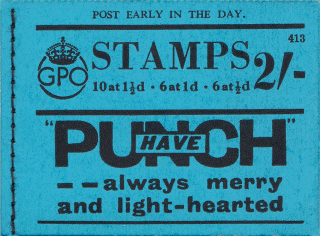 POST EARLY IN THE DAY.
413
GPO STAMPS 2/-
10 at 1½d · 6 at 1d · 6 at ½d
"PUNCH"
HAVE
– – always merry
and light-hearted